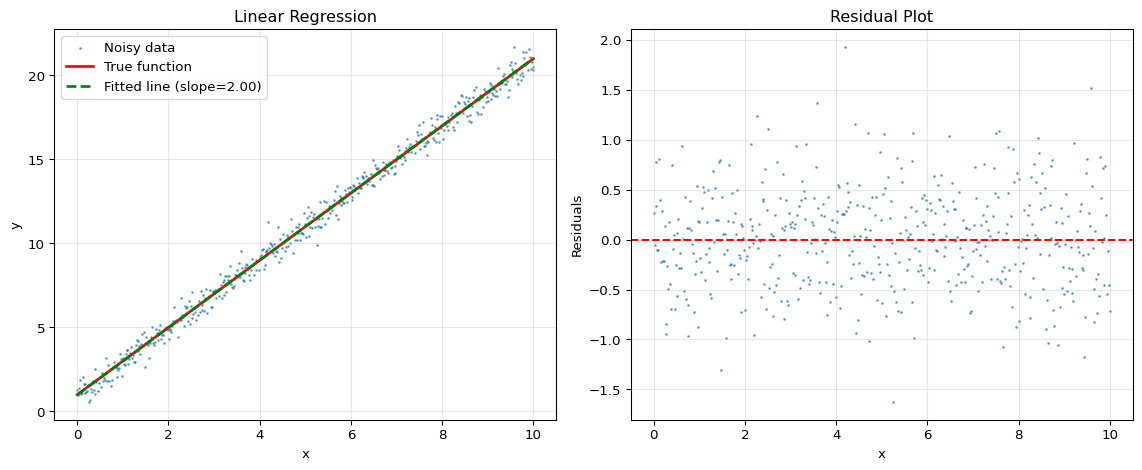 Linear Regression
Noisy data
True function
Fitted line (slope=2.00)
y
20
15
10
5
0
0 2 4 6 8 10
x
Residual Plot
Residuals
2.0
1.5
1.0
0.5
0.0
−0.5
−1.0
−1.5
0 2 4 6 8 10
x